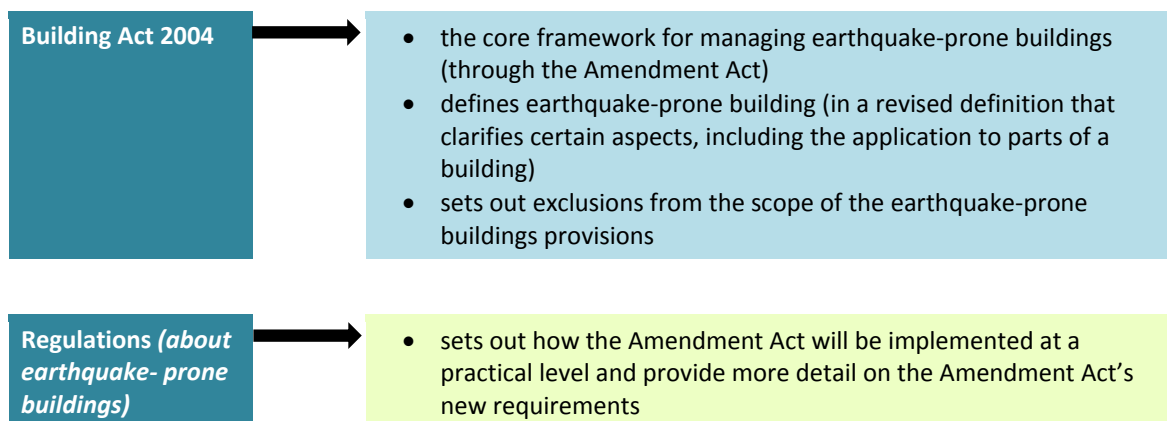 Building Act 2004
• the core framework for managing earthquake-prone buildings
(through the Amendment Act)
• defines earthquake-prone building (in a revised definition that
clarifies certain aspects, including the application to parts of a
building)
• sets out exclusions from the scope of the earthquake-prone
buildings provisions
Regulations (about
earthquake- prone
buildings)
• sets out how the Amendment Act will be implemented at a
practical level and provide more detail on the Amendment Act’s
new requirements